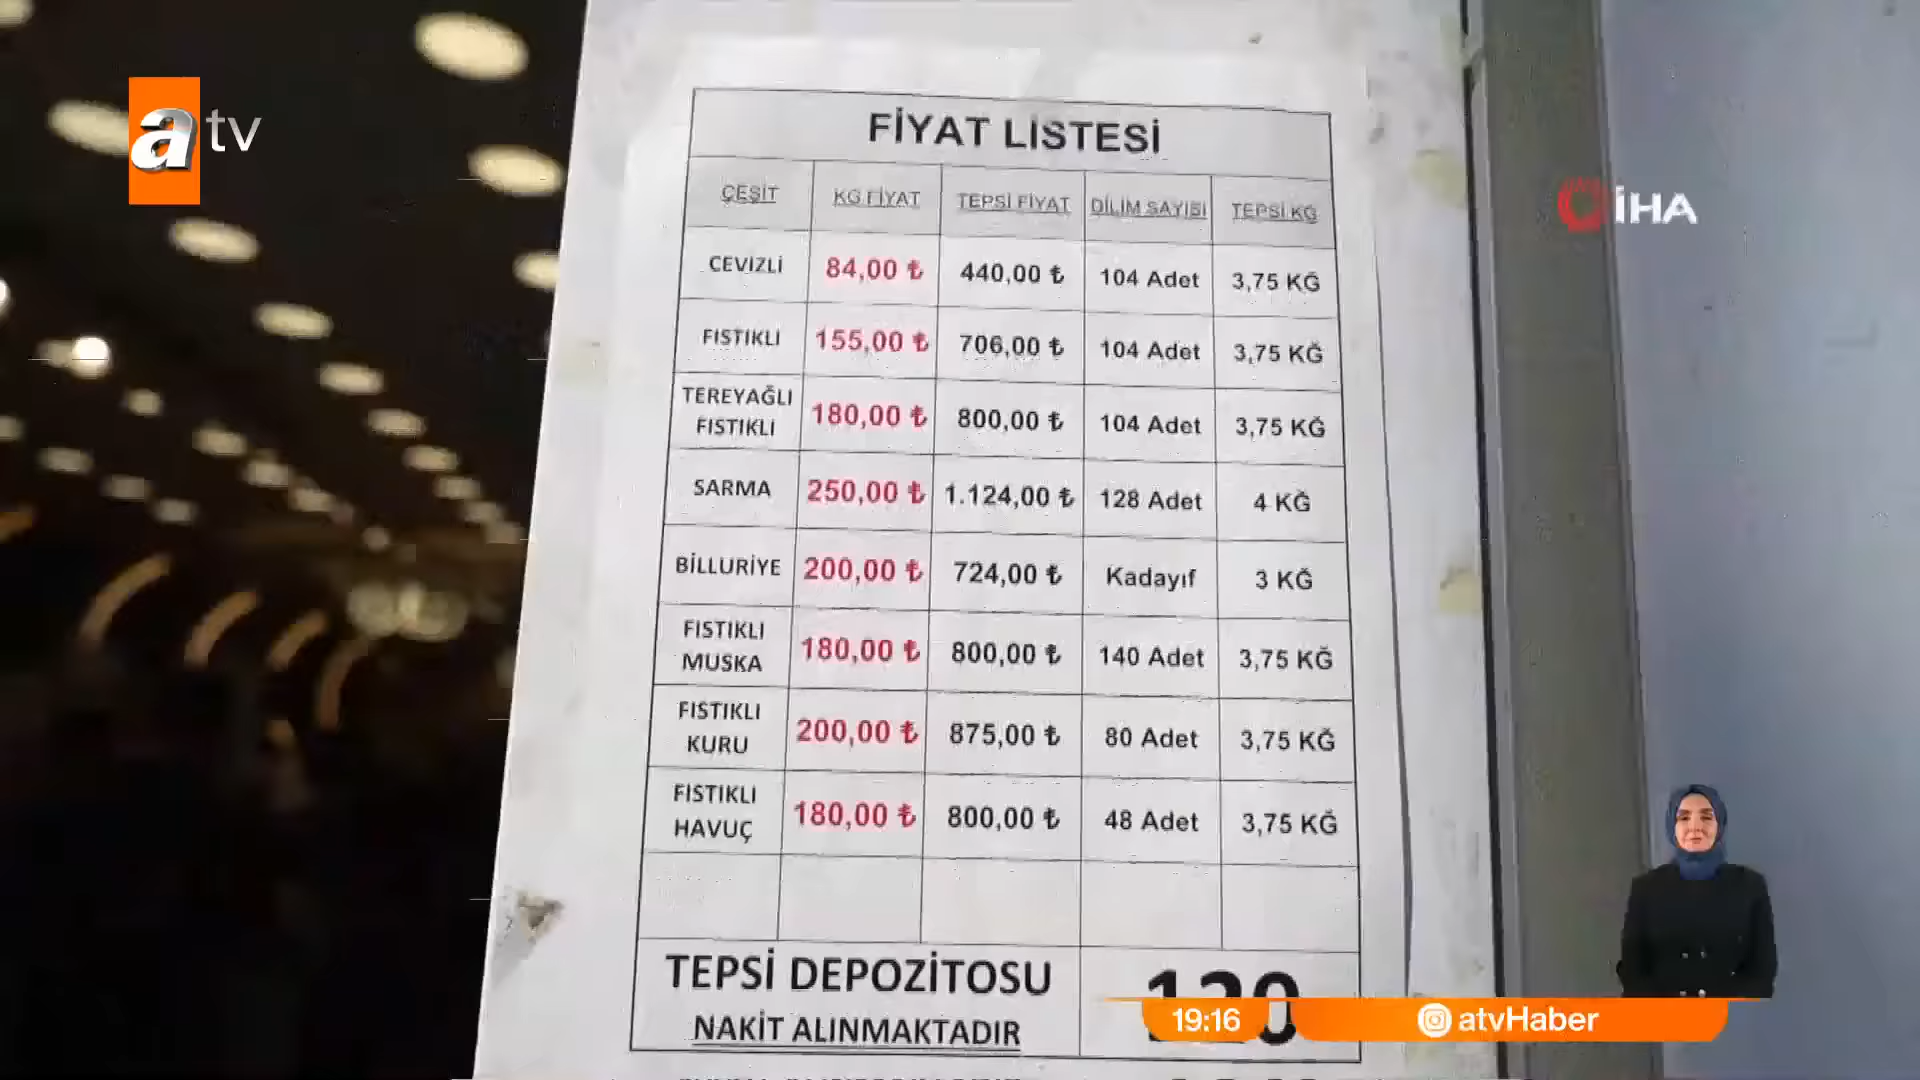 atv
İHA
FİYAT LİSTESİ
ÇEŞİT KG FİYAT TEPSİ FİYAT DİLİM SAYISI TEPSİ KG
CEVİZLİ 84,00 ₺ 440,00 ₺ 104 Adet 3,75 KĞ
FISTIKLI 155,00 ₺ 706,00 ₺ 104 Adet 3,75 KĞ
TEREYAĞLI FISTIKLI 180,00 ₺ 800,00 ₺ 104 Adet 3,75 KĞ
SARMA 250,00 ₺ 1.124,00 ₺ 128 Adet 4 KĞ
BİLLURİYE 200,00 ₺ 724,00 ₺ Kadayıf 3 KĞ
FISTIKLI MUSKA 180,00 ₺ 800,00 ₺ 140 Adet 3,75 KĞ
FISTIKLI KURU 200,00 ₺ 875,00 ₺ 80 Adet 3,75 KĞ
FISTIKLI HAVUÇ 180,00 ₺ 800,00 ₺ 48 Adet 3,75 KĞ
TEPSİ DEPOZİTOSU
NAKİT ALINMAKTADIR
19:16 atvHaber